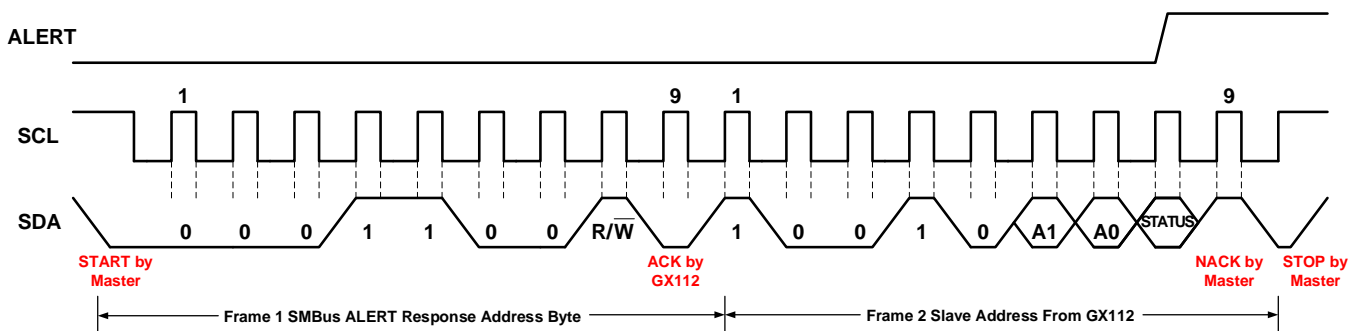 ALERT
1 9 1 9
SCL
SDA
0 0 0 1 1 0 0 R/W̅ 1 0 0 1 0 A1 A0 STATUS
START by
Master
ACK by
GX112
NACK by
Master
STOP by
Master
Frame 1 SMBus ALERT Response Address Byte
Frame 2 Slave Address From GX112